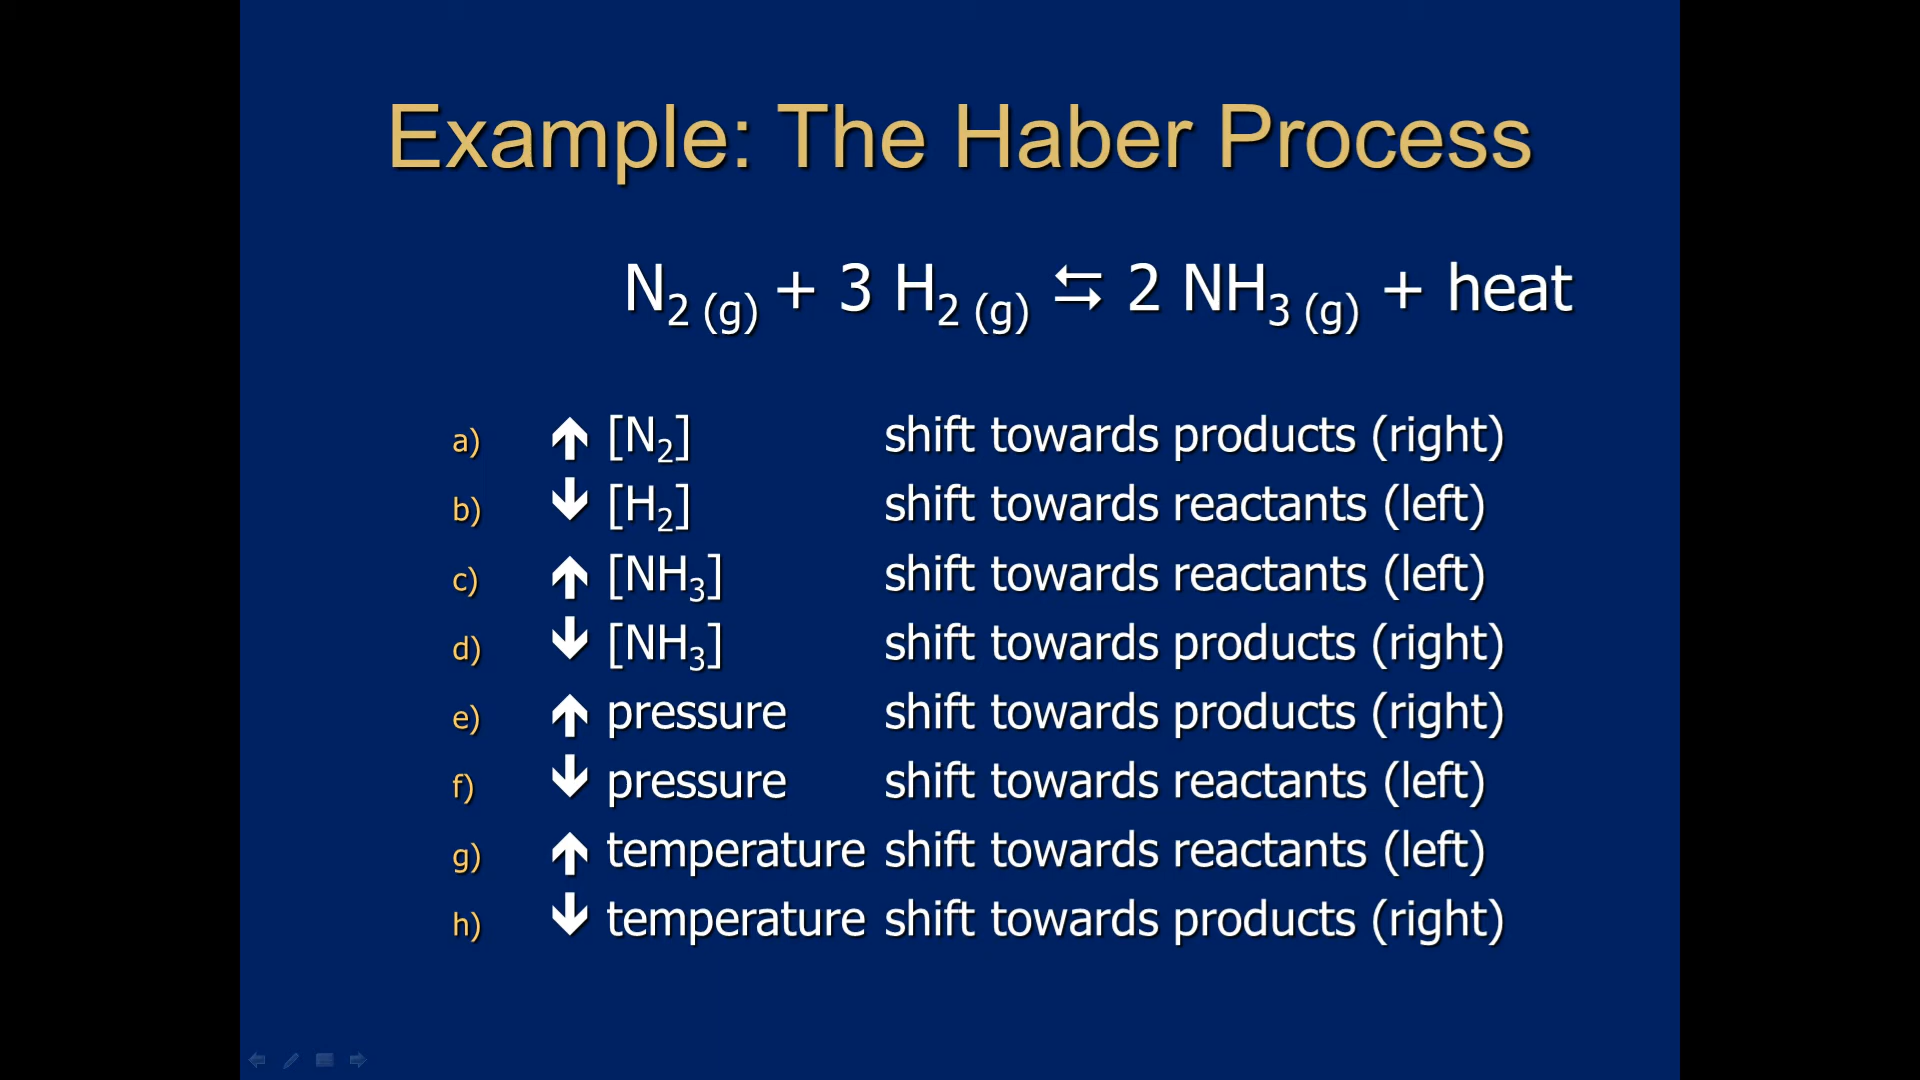 Example: The Haber Process
N₂ (g) + 3 H₂ (g) ⇆ 2 NH₃ (g) + heat
a) 🡅 [N₂] shift towards products (right)
b) 🡇 [H₂] shift towards reactants (left)
c) 🡅 [NH₃] shift towards reactants (left)
d) 🡇 [NH₃] shift towards products (right)
e) 🡅 pressure shift towards products (right)
f) 🡇 pressure shift towards reactants (left)
g) 🡅 temperature shift towards reactants (left)
h) 🡇 temperature shift towards products (right)